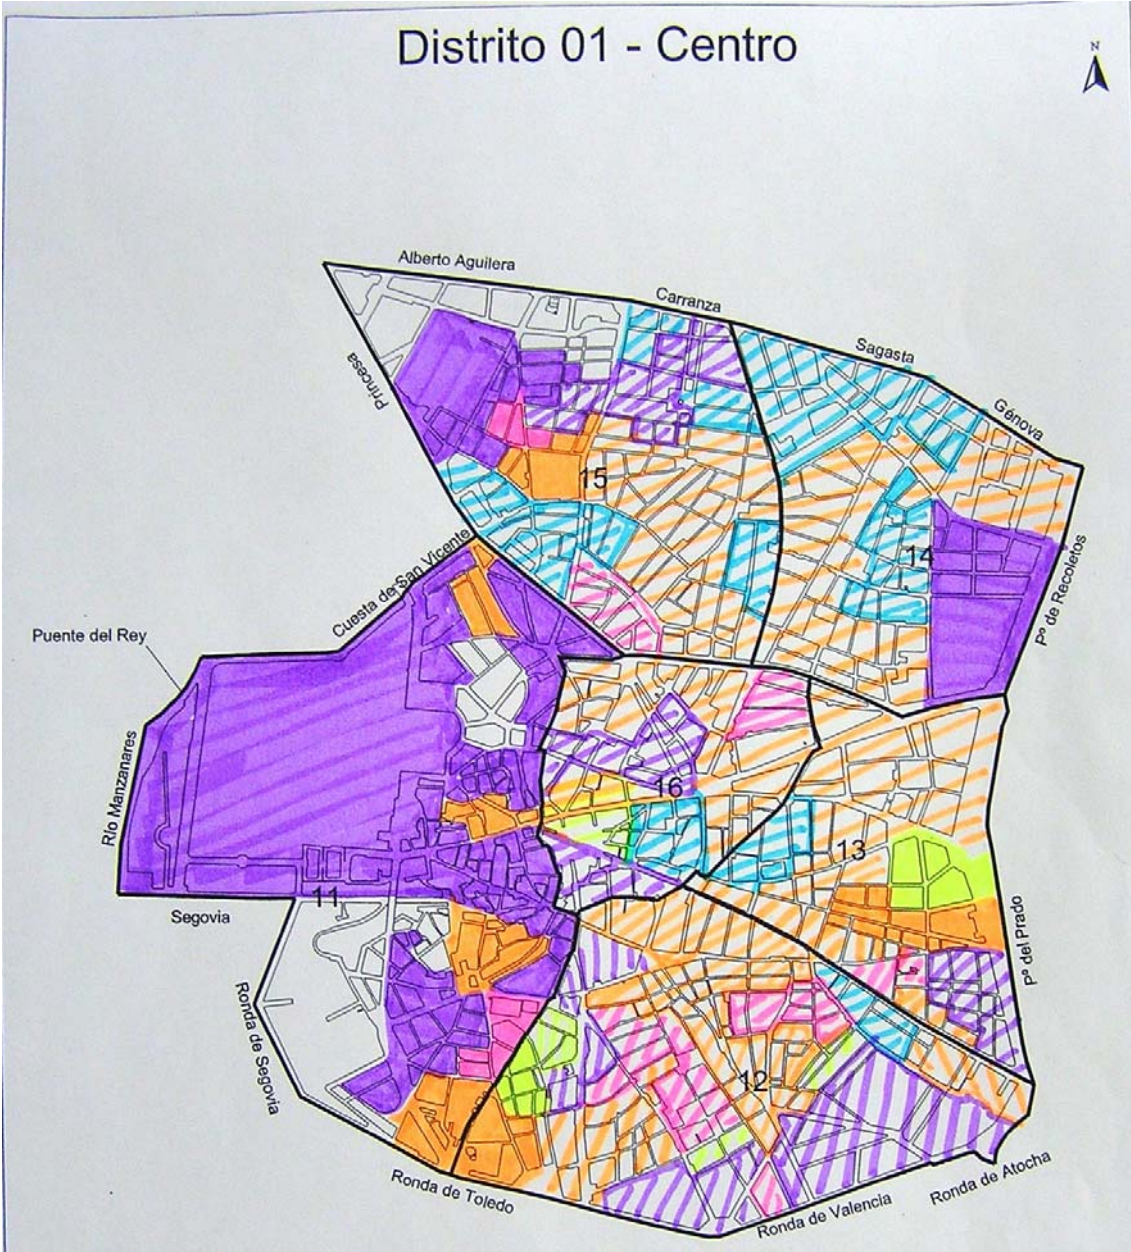 Distrito 01 - Centro
N
Alberto Aguilera
Carranza
Sagasta
Génova
Princesa
15
14
Cuesta de San Vicente
Pº de Recoletos
Puente del Rey
Río Manzanares
16
13
11
Segovia
Pº del Prado
Ronda de Segovia
12
Ronda de Toledo
Ronda de Valencia
Ronda de Atocha